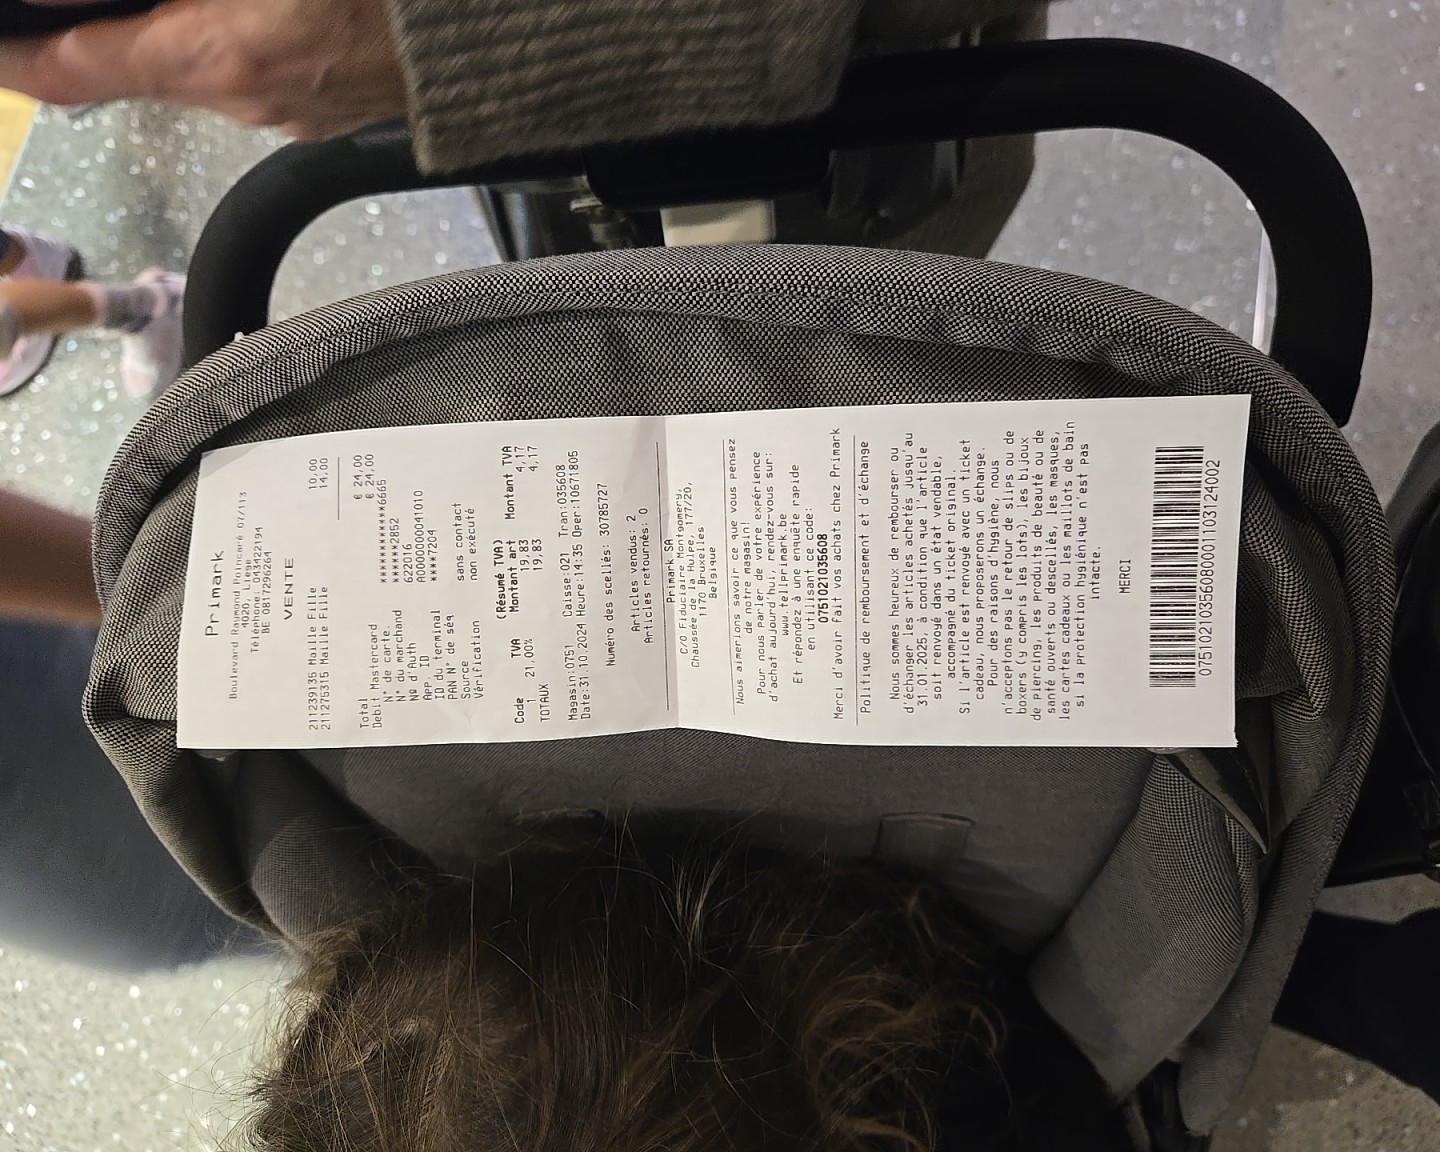 Primark
Boulevard Raymond Poincaré 07/13
4020, Liege
Téléphone: 043422194
BE 0817296264
VENTE
211239135 Maille Fille 10,00
211275315 Maille Fille 14,00
Total € 24,00
Debit Mastercard € 24,00
N° de carte. ************6665
N° du marchand *****2852
Nº d'Auth 622016
App. ID A0000000041010
ID du terminal ****7204
PAN N° de séq
Source sans contact
Vérification non exécuté
(Résumé TVA)
Code TVA Montant art Montant TVA
1 21,00% 19,83 4,17
TOTAUX 19,83 4,17
Magasin:0751 Caisse:021 Tran:035608
Date:31.10.2024 Heure:14:35 Oper:10671805
Numéro des scellés: 30785727
Articles vendus: 2
Articles retournés: 0
Primark SA
C/O Fiduciaire Montgomery,
Chaussée de la Hulpe, 177/20,
1170 Bruxelles
Belgique
Nous aimerions savoir ce que vous pensez
de notre magasin!
Pour nous parler de votre expérience
d'achat aujourd'hui, rendez-vous sur:
www.tellprimark.be
Et répondez à une enquête rapide
en utilisant ce code:
0751021035608
Merci d'avoir fait vos achats chez Primark
Politique de remboursement et d'échange
Nous sommes heureux de rembourser ou
d'échanger les articles achetés jusqu'au
31.01.2025, à condition que l'article
soit renvoyé dans un état vendable,
accompagné du ticket original.
Si l'article est renvoyé avec un ticket
cadeau, nous proposerons un échange.
Pour des raisons d'hygiène, nous
n'acceptons pas le retour de slips ou de
boxers (y compris les lots), les bijoux
de piercing, les produits de beauté ou de
santé ouverts ou descellés, les masques,
les cartes cadeaux ou les maillots de bain
si la protection hygiénique n'est pas
intacte.
MERCI
07510210356080001103124002